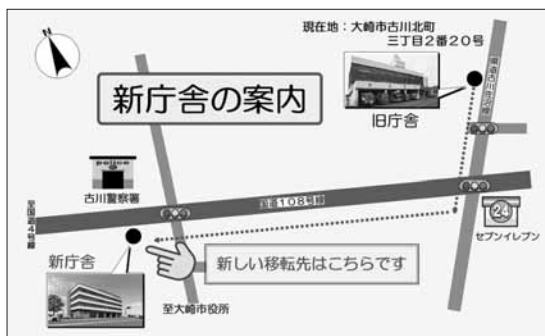 現在地：大崎市古川北町
三丁目2番20号
新庁舎の案内
旧庁舎
police
古川警察署
国道108号線
至国道4号線
24
セブンイレブン
新庁舎
新しい移転先はこちらです
至大崎市役所